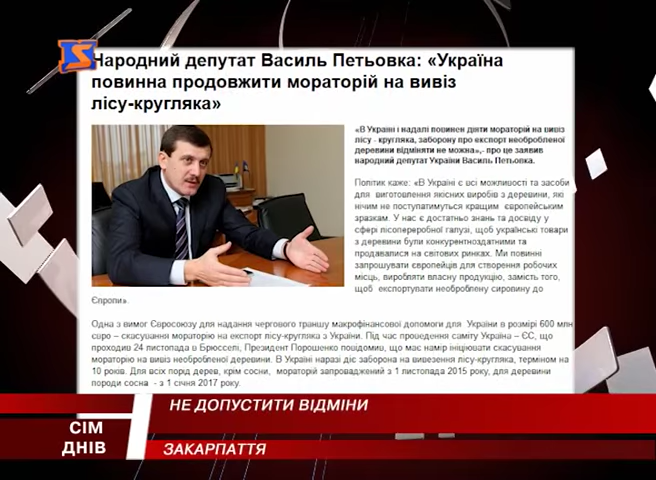 Народний депутат Василь Петьовка: «Україна
повинна продовжити мораторій на вивіз
лісу-кругляка»
«В Україні і надалі повинен діяти мораторій на вивіз
лісу - кругляка, заборону про експорт необробленої
деревини відміняти не можна»,- про це заявив
народний депутат України Василь Петьовка.
Політик каже: «В Україні є всі можливості та засоби
для виготовлення якісних виробів з деревини, які
нічим не поступатимуться кращим європейським
зразкам. У нас є достатньо знань та досвіду у
сфері лісопереробної галузі, щоб українські товари
з деревини були конкурентноздатними та
продавалися на світових ринках. Ми повинні
запрошувати європейців для створення робочих
місць, виробляти власну продукцію, замість того,
щоб експортувати необроблену сировину до
Європи».
Одна з вимог Євросоюзу для надання чергового траншу макрофінансової допомоги для України в розмірі 600 млн
євро – скасування мораторію на експорт лісу-кругляка з України. Під час проведення саміту Україна – ЄС, що
проходив 24 листопада в Брюсселі, Президент Порошенко повідомив, що має намір ініціювати скасування
мораторію на вивіз необробленої деревини. В Україні наразі діє заборона на вивезення лісу-кругляка, терміном на
10 років. Для всіх порід дерев, крім сосни, мораторій запроваджений з 1 листопада 2015 року, для деревини
породи сосна - з 1 січня 2017 року.
НЕ ДОПУСТИТИ ВІДМІНИ
СІМ
ДНІВ
ЗАКАРПАТТЯ